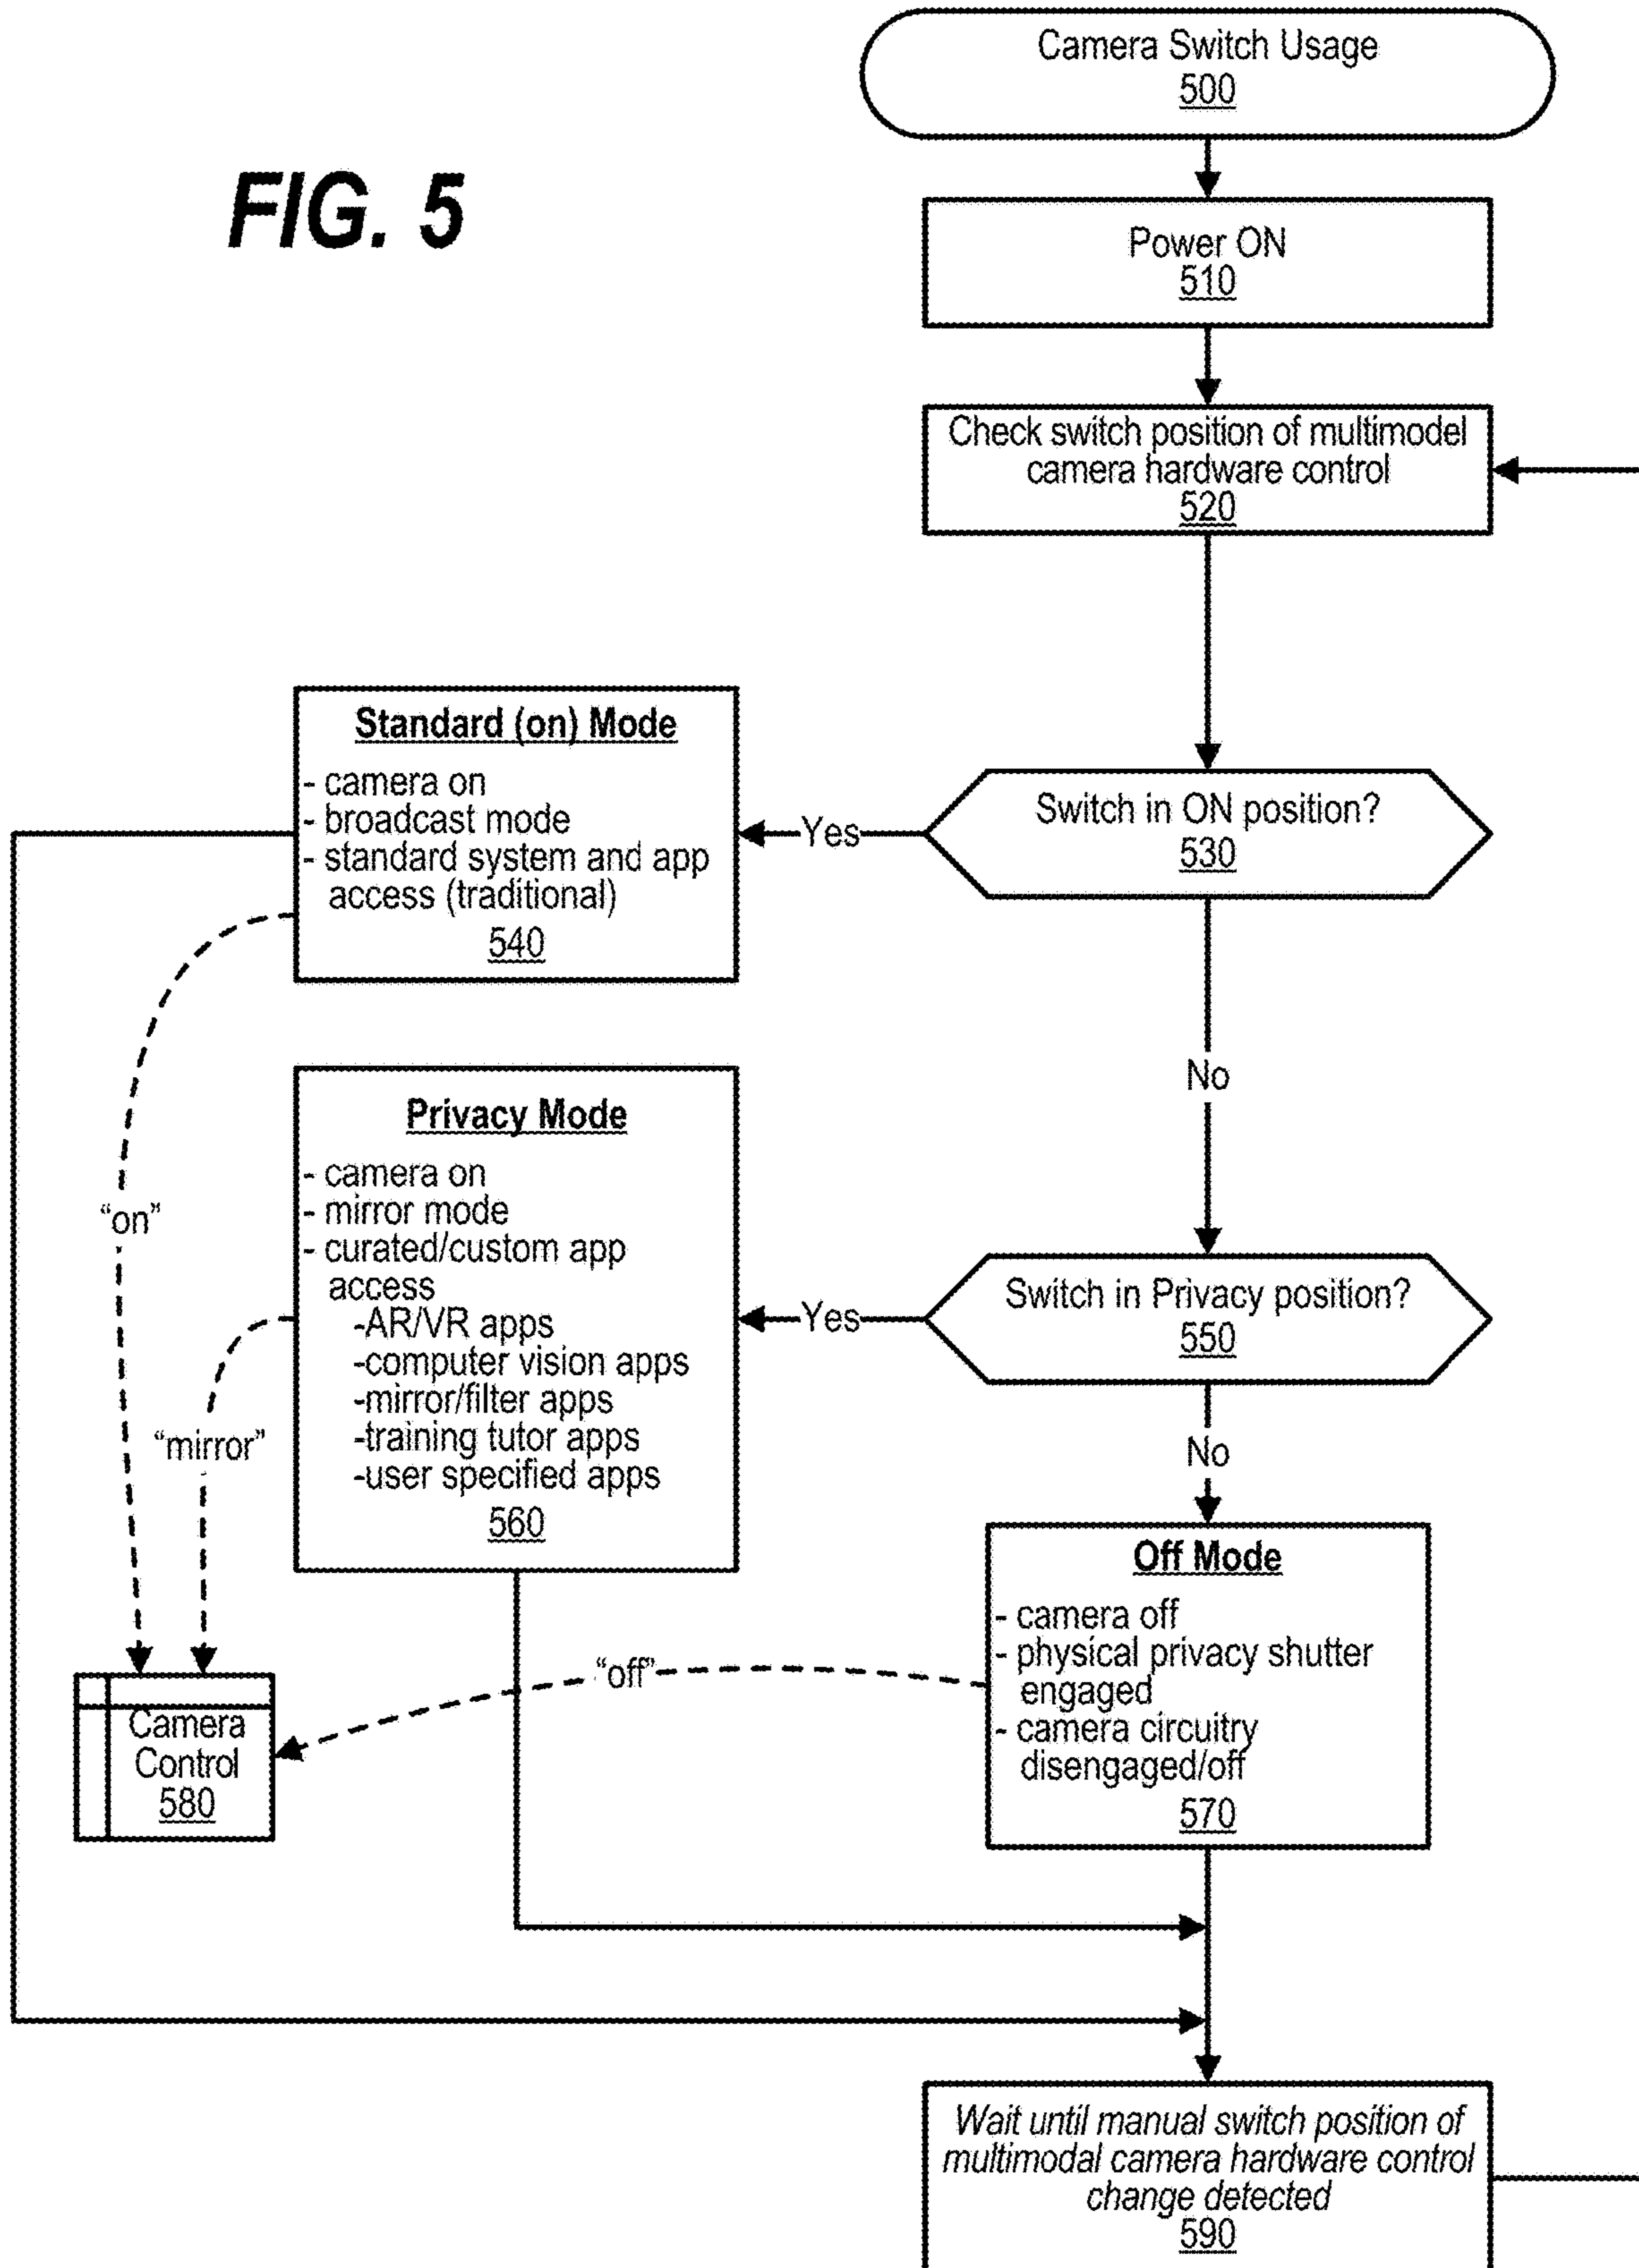 Camera Switch Usage
500
FIG. 5
Power ON
510
Check switch position of multimodel
camera hardware control
520
Standard (on) Mode
- camera on
- broadcast mode
- standard system and app
access (traditional)
540
Yes
Switch in ON position?
530
No
Privacy Mode
- camera on
- mirror mode
- curated/custom app
access
-AR/VR apps
-computer vision apps
-mirror/filter apps
-training tutor apps
-user specified apps
560
Yes
Switch in Privacy position?
550
No
“on”
“mirror”
“off”
Off Mode
- camera off
- physical privacy shutter
engaged
- camera circuitry
disengaged/off
570
Camera
Control
580
Wait until manual switch position of
multimodal camera hardware control
change detected
590